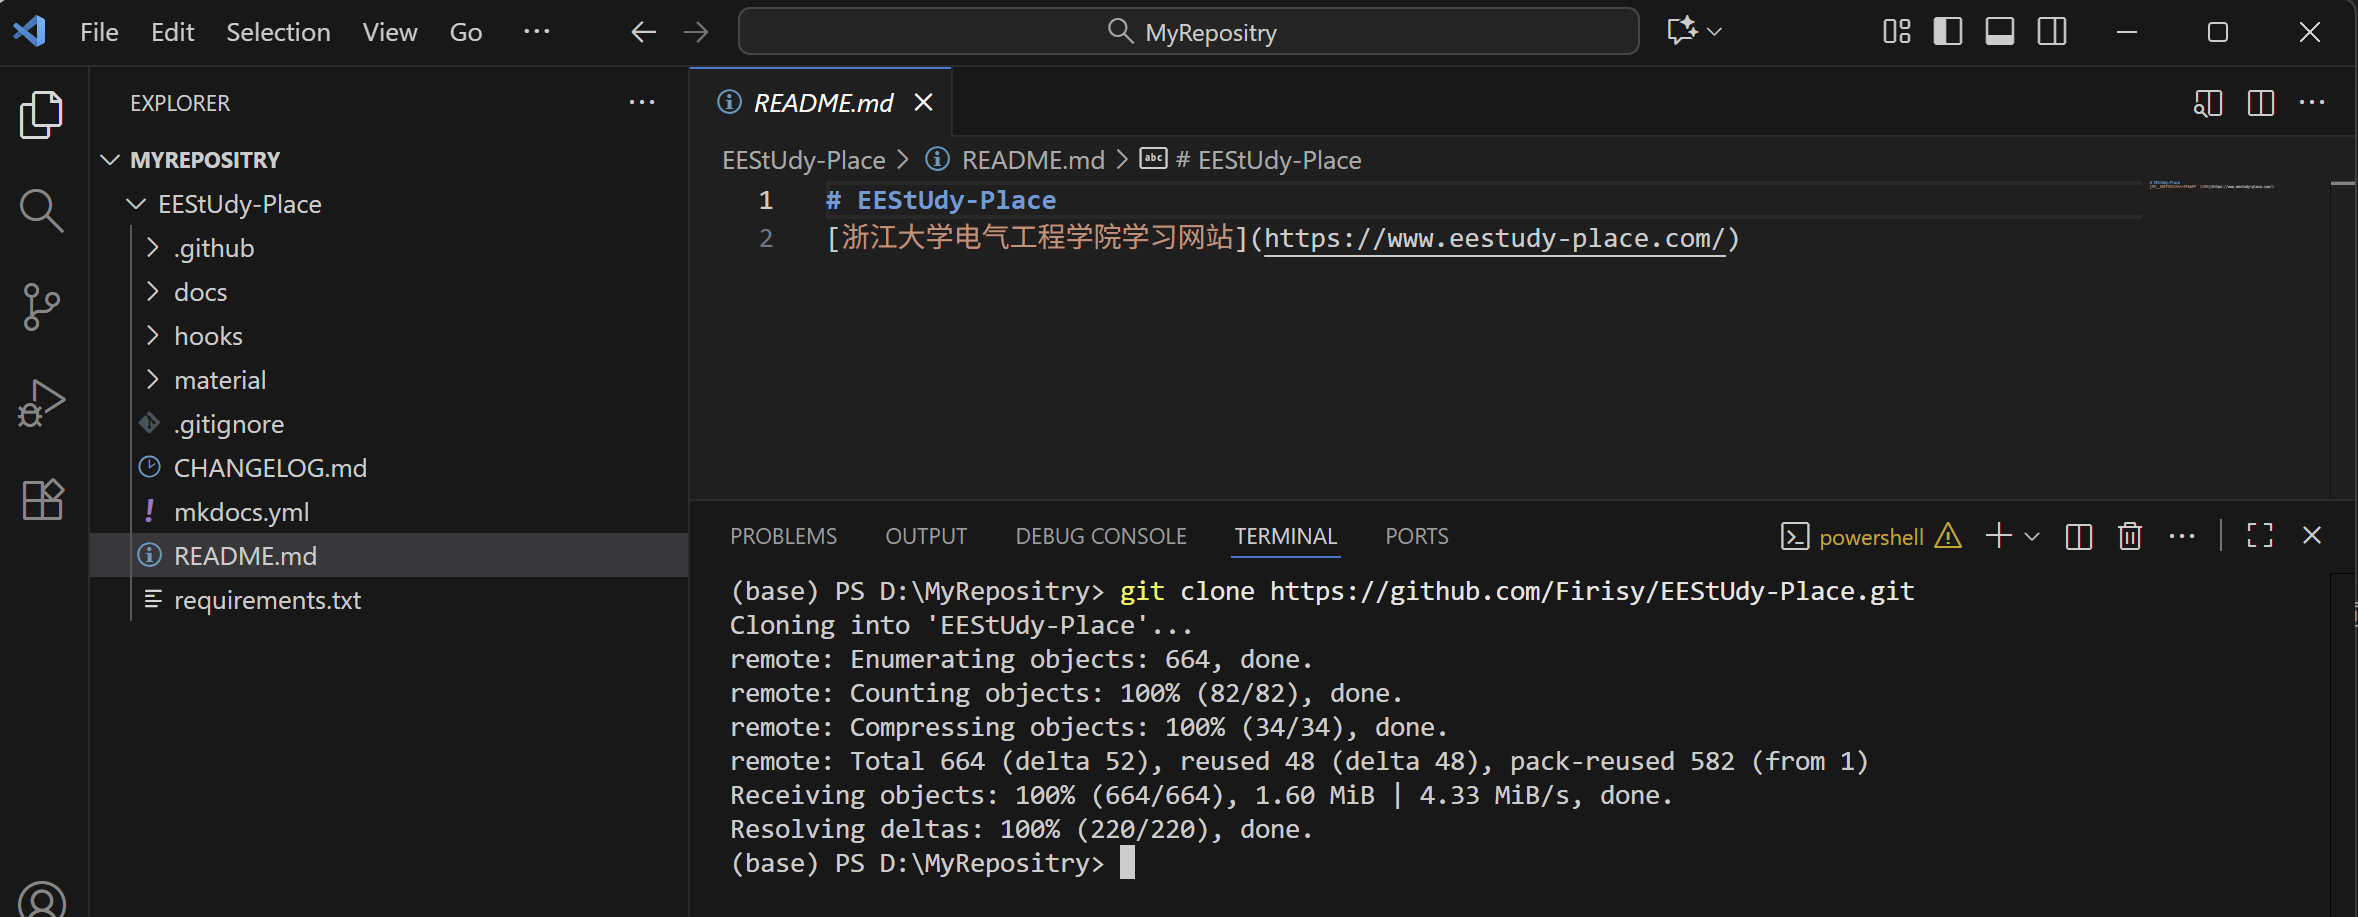 File Edit Selection View Go ...
MyRepositry
EXPLORER
MYREPOSITRY
EEStUdy-Place
.github
docs
hooks
material
.gitignore
CHANGELOG.md
mkdocs.yml
README.md
requirements.txt
README.md
EEStUdy-Place > README.md > abc # EEStUdy-Place
1 # EEStUdy-Place
2 [浙江大学电气工程学院学习网站](https://www.eestudy-place.com/)
PROBLEMS OUTPUT DEBUG CONSOLE TERMINAL PORTS
powershell
(base) PS D:\MyRepositry> git clone https://github.com/Firisy/EEStUdy-Place.git
Cloning into 'EEStUdy-Place'...
remote: Enumerating objects: 664, done.
remote: Counting objects: 100% (82/82), done.
remote: Compressing objects: 100% (34/34), done.
remote: Total 664 (delta 52), reused 48 (delta 48), pack-reused 582 (from 1)
Receiving objects: 100% (664/664), 1.60 MiB | 4.33 MiB/s, done.
Resolving deltas: 100% (220/220), done.
(base) PS D:\MyRepositry>